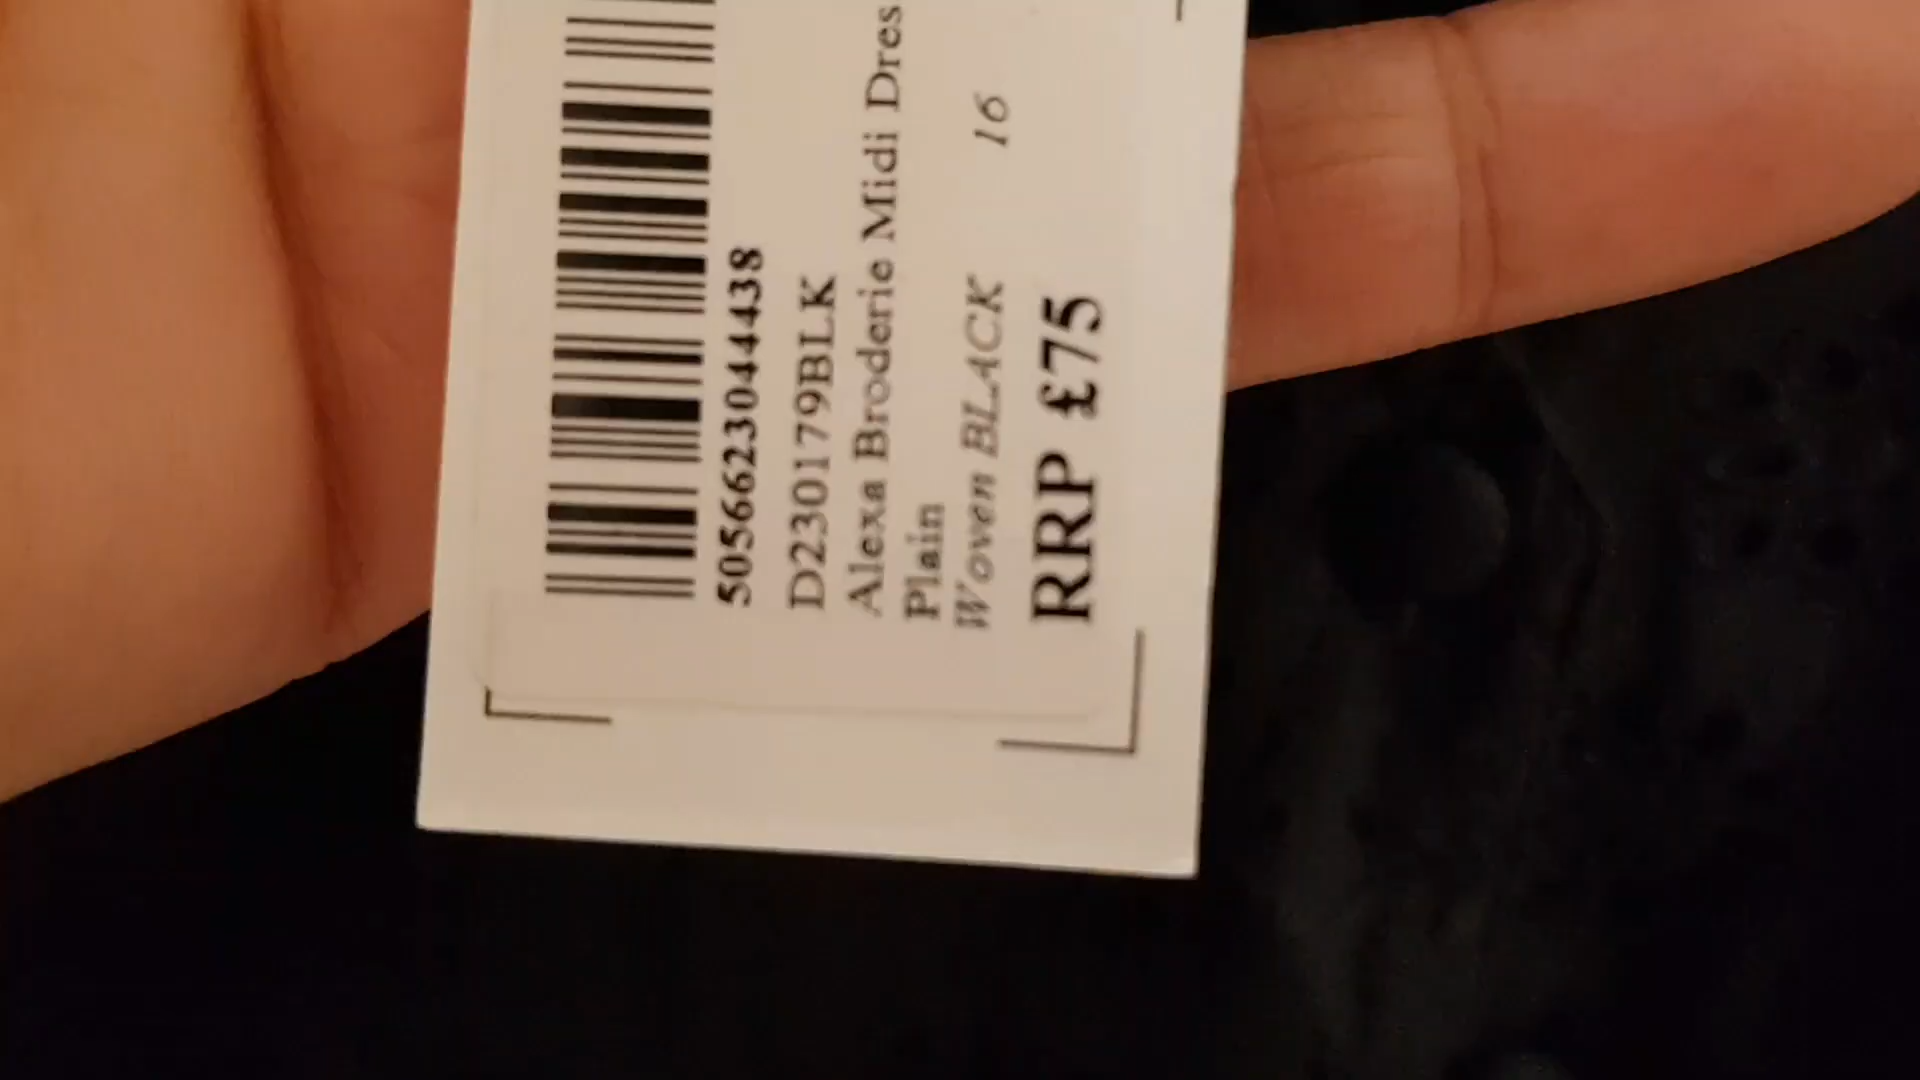 5056623044438
D230179BLK
Alexa Broderie Midi Dres
Plain
Woven BLACK 16
RRP £75